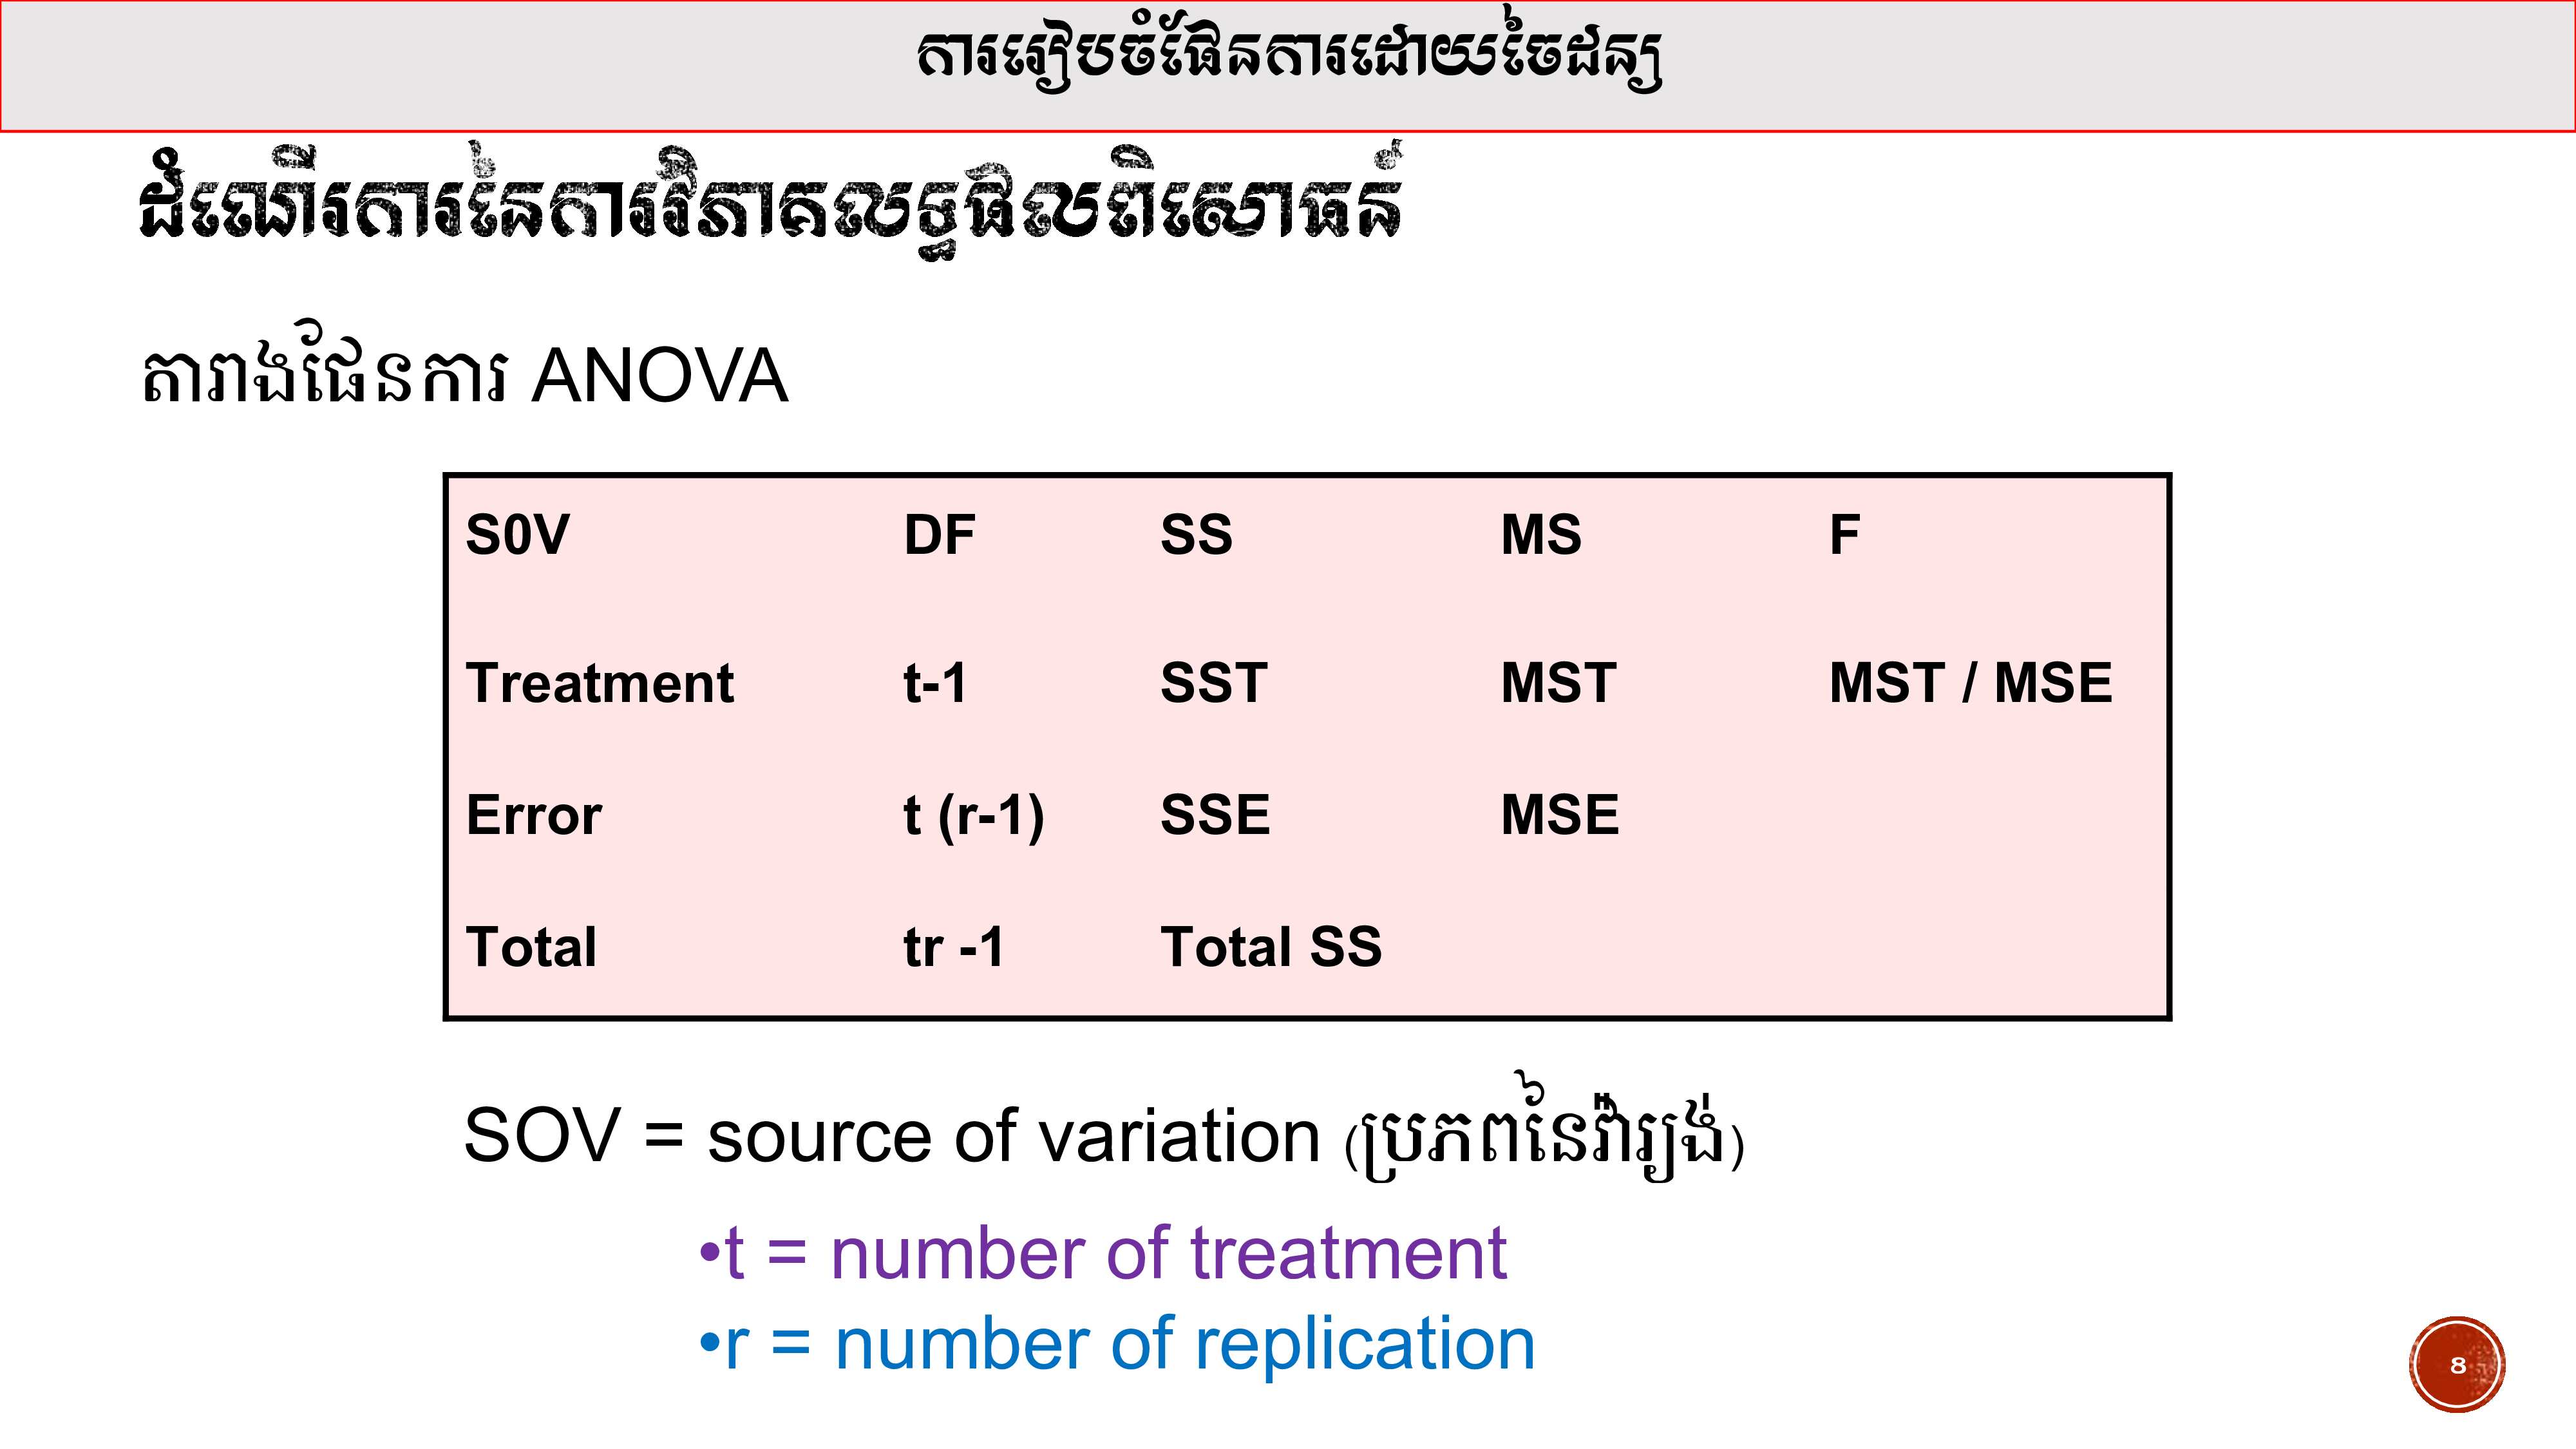 ការរៀបចំផែនការដោយចៃដន្យ
ដំណើរការនៃការវិភាគលទ្ធផលពិសោធន៍
តារាងផែនការ ANOVA
S0V DF SS MS F
Treatment t-1 SST MST MST / MSE
Error t (r-1) SSE MSE
Total tr -1 Total SS
SOV = source of variation (ប្រភពនៃវ៉ារ្យង់)
•t = number of treatment
•r = number of replication
8